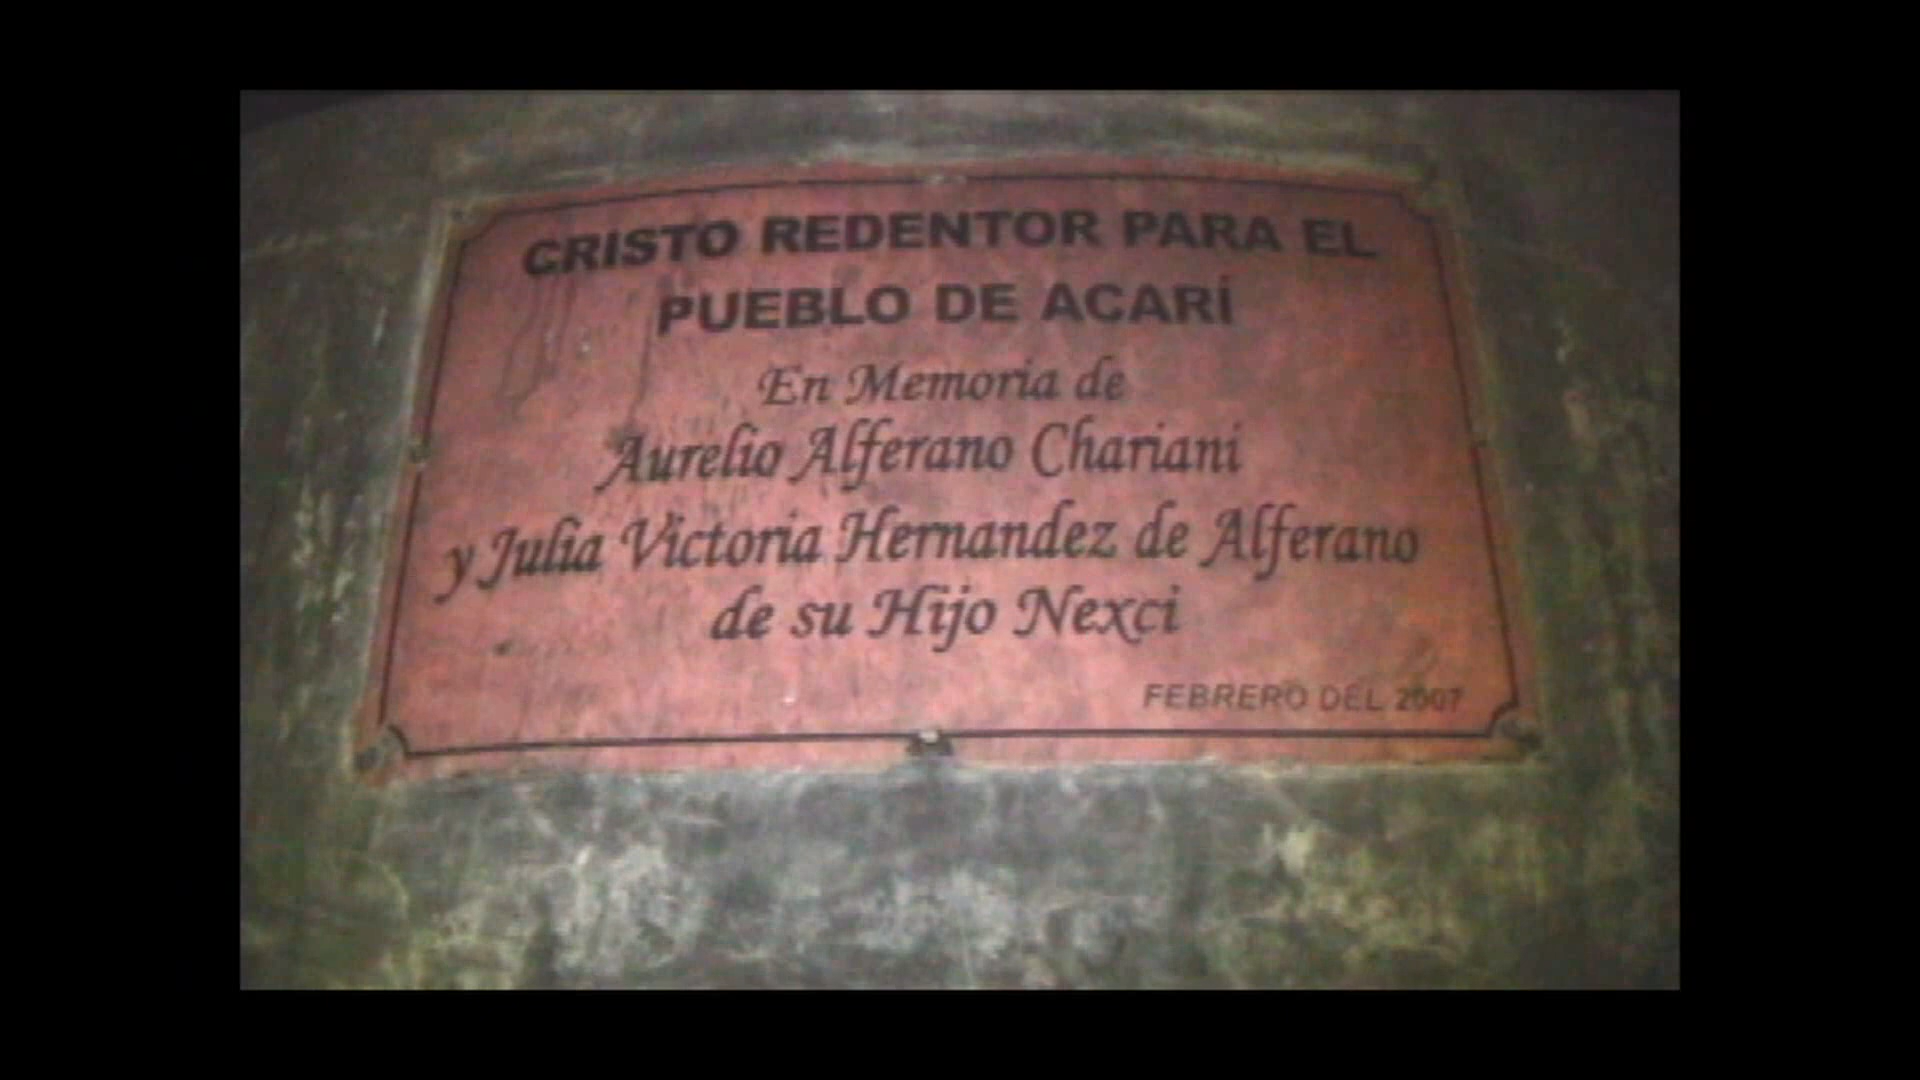 CRISTO REDENTOR PARA EL
PUEBLO DE ACARÍ
En Memoria de
Aurelio Alferano Chariani
y Julia Victoria Hernandez de Alferano
de su Hijo Nexci
FEBRERO DEL 2007